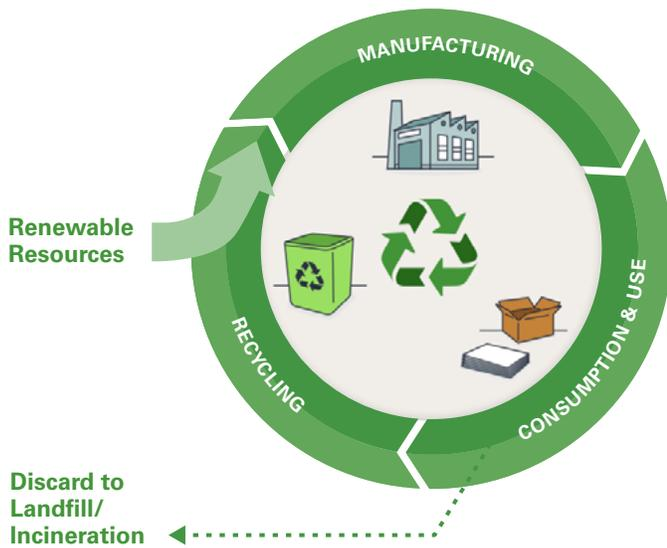 MANUFACTURING
Renewable
Resources
CONSUMPTION & USE
RECYCLING
Discard to
Landfill/
Incineration